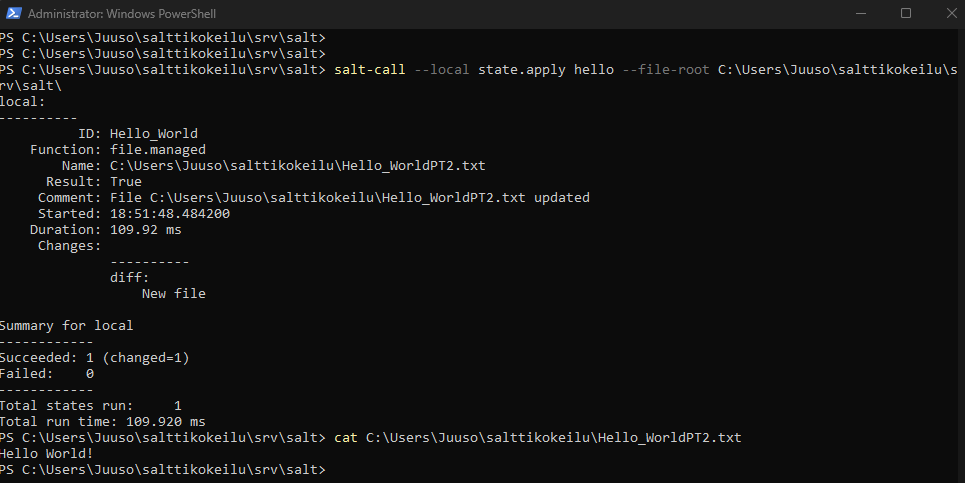 Administrator: Windows PowerShell
PS C:\Users\Juuso\salttikokeilu\srv\salt>
PS C:\Users\Juuso\salttikokeilu\srv\salt>
PS C:\Users\Juuso\salttikokeilu\srv\salt> salt-call --local state.apply hello --file-root C:\Users\Juuso\salttikokeilu\s
rv\salt\
local:
----------
          ID: Hello_World
    Function: file.managed
        Name: C:\Users\Juuso\salttikokeilu\Hello_WorldPT2.txt
      Result: True
     Comment: File C:\Users\Juuso\salttikokeilu\Hello_WorldPT2.txt updated
     Started: 18:51:48.484200
    Duration: 109.92 ms
     Changes:
              ----------
              diff:
                  New file
Summary for local
------------
Succeeded: 1 (changed=1)
Failed:    0
------------
Total states run:     1
Total run time: 109.920 ms
PS C:\Users\Juuso\salttikokeilu\srv\salt> cat C:\Users\Juuso\salttikokeilu\Hello_WorldPT2.txt
Hello World!
PS C:\Users\Juuso\salttikokeilu\srv\salt>